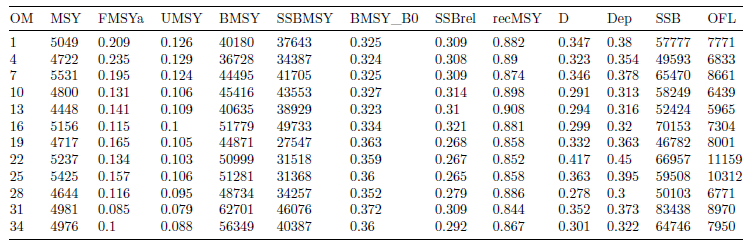 OM MSY FMSYa UMSY BMSY SSBMSY BMSY_B0 SSBrel recMSY D Dep SSB OFL
1 5049 0.209 0.126 40180 37643 0.325 0.309 0.882 0.347 0.38 57777 7771
4 4722 0.235 0.129 36728 34387 0.324 0.308 0.89 0.323 0.354 49593 6833
7 5531 0.195 0.124 44495 41705 0.325 0.309 0.874 0.346 0.378 65470 8661
10 4800 0.131 0.106 45416 43553 0.327 0.314 0.898 0.291 0.313 58249 6439
13 4448 0.141 0.109 40635 38929 0.323 0.31 0.908 0.294 0.316 52424 5965
16 5156 0.115 0.1 51779 49733 0.334 0.321 0.881 0.299 0.32 70153 7304
19 4717 0.165 0.105 44871 27547 0.363 0.268 0.858 0.332 0.363 46782 8001
22 5237 0.134 0.103 50999 31518 0.359 0.267 0.852 0.417 0.45 66957 11159
25 5425 0.157 0.106 51281 31368 0.36 0.265 0.858 0.363 0.395 59508 10312
28 4644 0.116 0.095 48734 34257 0.352 0.279 0.886 0.278 0.3 50103 6771
31 4981 0.085 0.079 62701 46076 0.372 0.309 0.844 0.352 0.373 83438 8970
34 4976 0.1 0.088 56349 40387 0.36 0.292 0.867 0.301 0.322 64746 7950